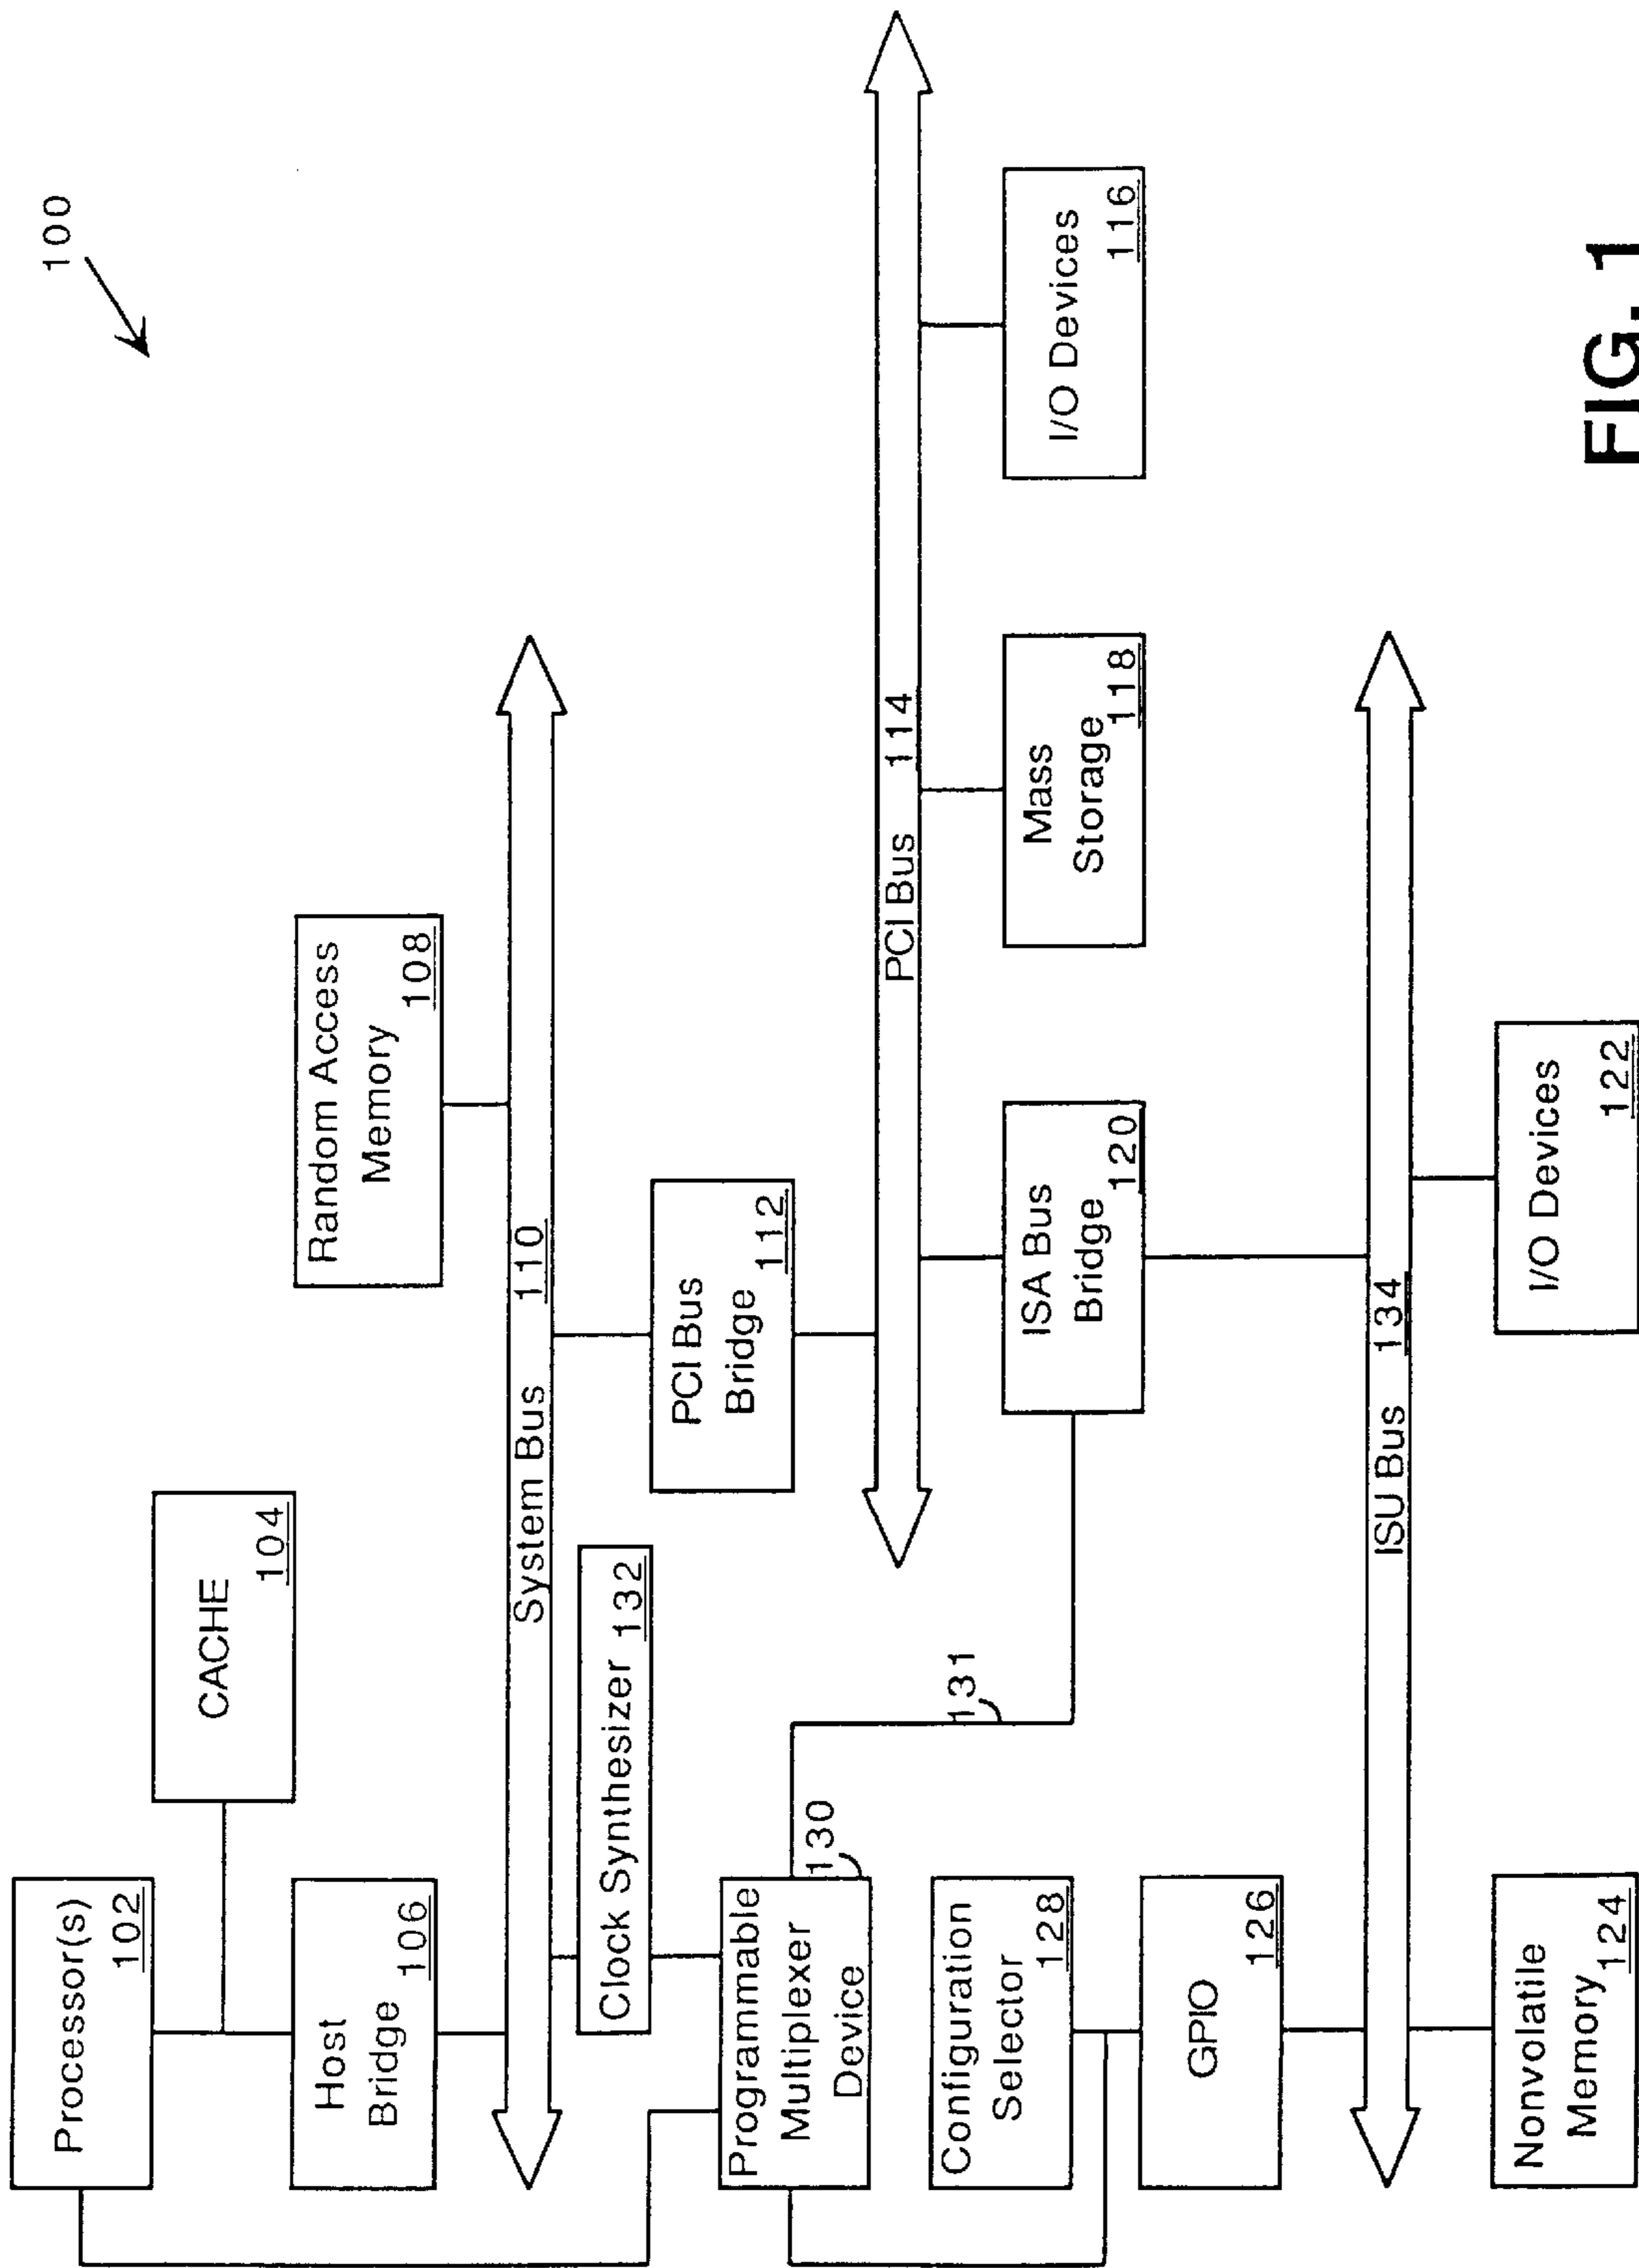 100
Processor(s)
102
CACHE
104
Host
Bridge
106
Random Access
Memory
108
System Bus 110
Clock Synthesizer 132
PCI Bus
Bridge
112
Programmable
Multiplexer
Device
130
PCI Bus 114
131
Configuration
Selector
128
ISA Bus
Bridge
120
Mass
Storage
118
I/O Devices
116
GPIO
126
ISU Bus 134
Nonvolatile
Memory
124
I/O Devices
122
FIG. 1